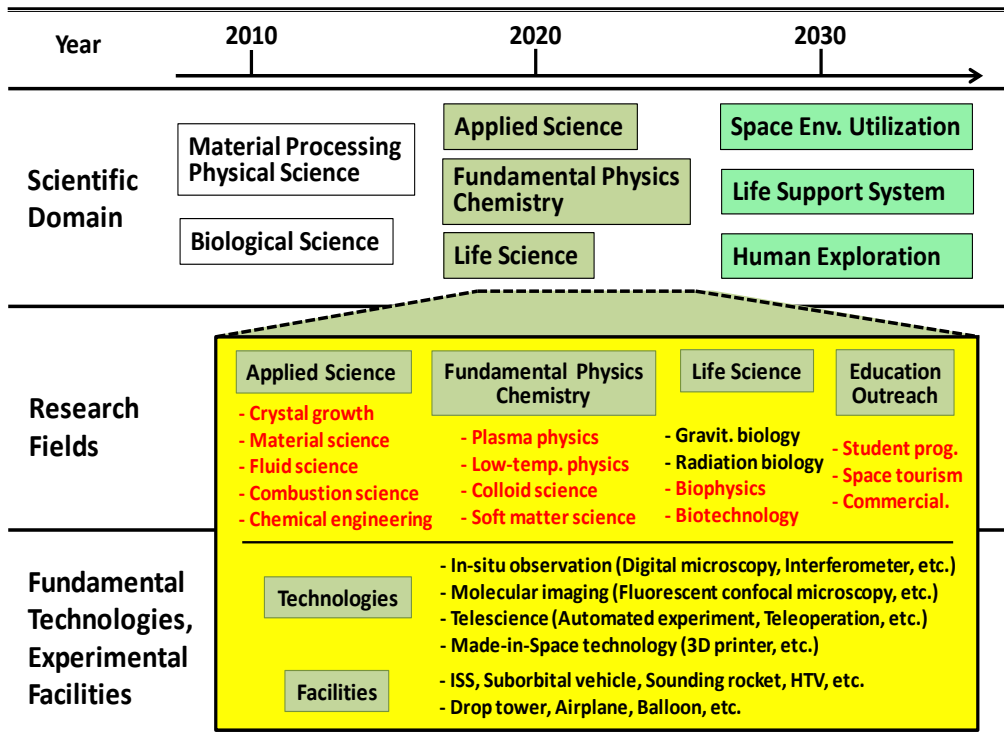 Year
2010
2020
2030
Scientific
Domain
Material Processing
Physical Science
Biological Science
Applied Science
Fundamental Physics
Chemistry
Life Science
Space Env. Utilization
Life Support System
Human Exploration
Research
Fields
Applied Science
- Crystal growth
- Material science
- Fluid science
- Combustion science
- Chemical engineering
Fundamental Physics
Chemistry
- Plasma physics
- Low-temp. physics
- Colloid science
- Soft matter science
Life Science
- Gravit. biology
- Radiation biology
- Biophysics
- Biotechnology
Education
Outreach
- Student prog.
- Space tourism
- Commercial.
Fundamental
Technologies,
Experimental
Facilities
Technologies
- In-situ observation (Digital microscopy, Interferometer, etc.)
- Molecular imaging (Fluorescent confocal microscopy, etc.)
- Telescience (Automated experiment, Teleoperation, etc.)
- Made-in-Space technology (3D printer, etc.)
Facilities
- ISS, Suborbital vehicle, Sounding rocket, HTV, etc.
- Drop tower, Airplane, Balloon, etc.